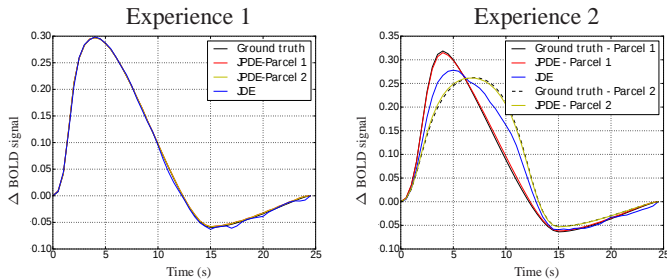 Experience 1
0.30
0.25
0.20
0.15
0.10
0.05
0.00
0.05
0.10
0
5
10
15
20
25
Δ BOLD signal
Time (s)
Ground truth
JPDE-Parcel 1
JPDE-Parcel 2
JDE
Experience 2
0.35
0.30
0.25
0.20
0.15
0.10
0.05
0.00
0.05
0.10
0
5
10
15
20
25
Δ BOLD signal
Time (s)
Ground truth - Parcel 1
JPDE - Parcel 1
JDE
Ground truth - Parcel 2
JPDE - Parcel 2